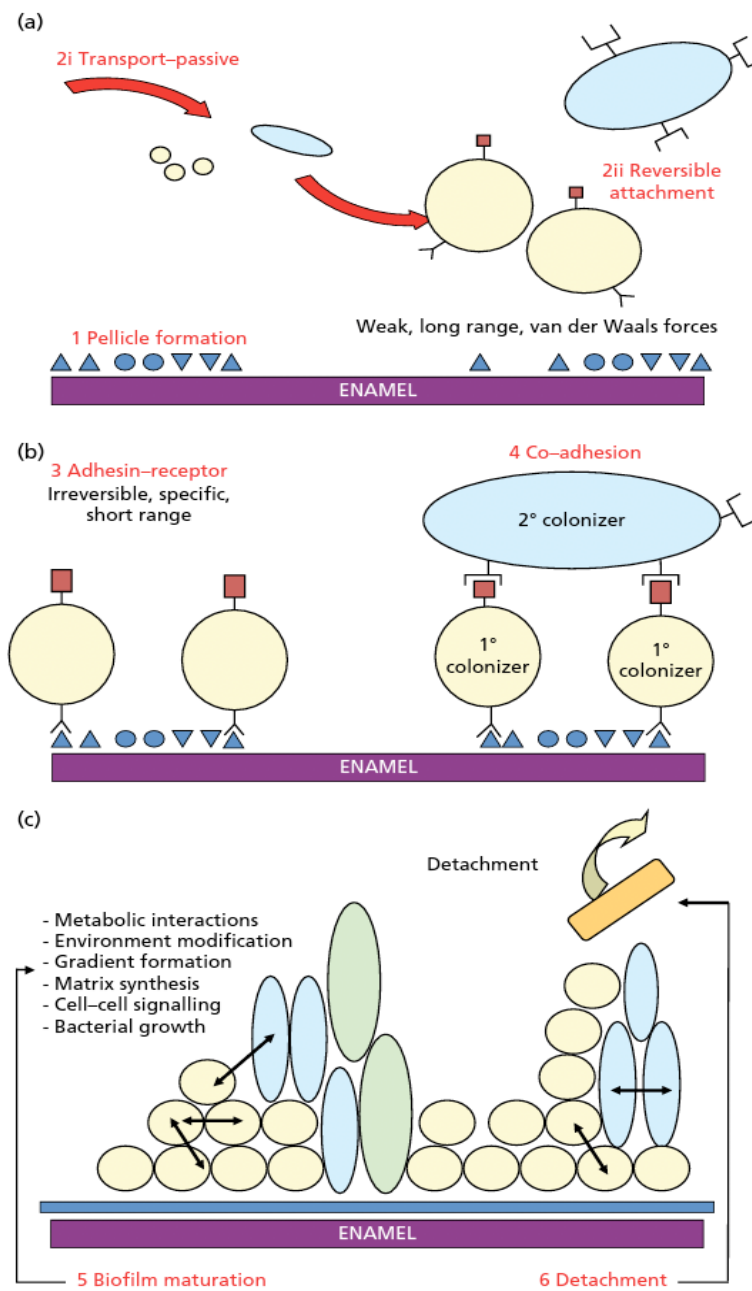 (a)
2i Transport–passive
2ii Reversible
attachment
1 Pellicle formation
Weak, long range, van der Waals forces
ENAMEL
(b)
3 Adhesin–receptor
Irreversible, specific,
short range
4 Co–adhesion
2° colonizer
1°
colonizer
1°
colonizer
ENAMEL
(c)
Detachment
- Metabolic interactions
- Environment modification
- Gradient formation
- Matrix synthesis
- Cell–cell signalling
- Bacterial growth
ENAMEL
5 Biofilm maturation
6 Detachment